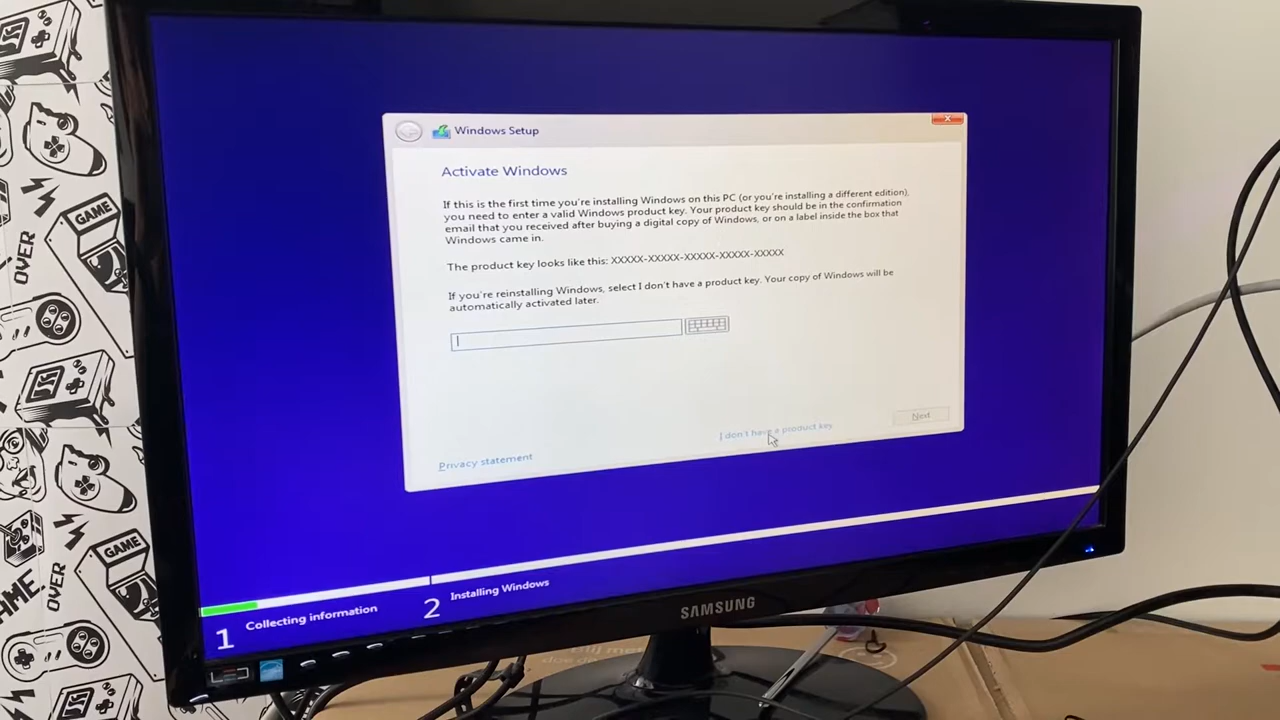 Windows Setup
Activate Windows
If this is the first time you're installing Windows on this PC (or you're installing a different edition),
you need to enter a valid Windows product key. Your product key should be in the confirmation
email that you received after buying a digital copy of Windows, or on a label inside the box that
Windows came in.
The product key looks like this: XXXXX-XXXXX-XXXXX-XXXXX-XXXXX
If you're reinstalling Windows, select I don't have a product key. Your copy of Windows will be
automatically activated later.
Next
I don't have a product key
Privacy statement
1 Collecting information
2 Installing Windows
SAMSUNG
GAME
OVER
GAME
OVER